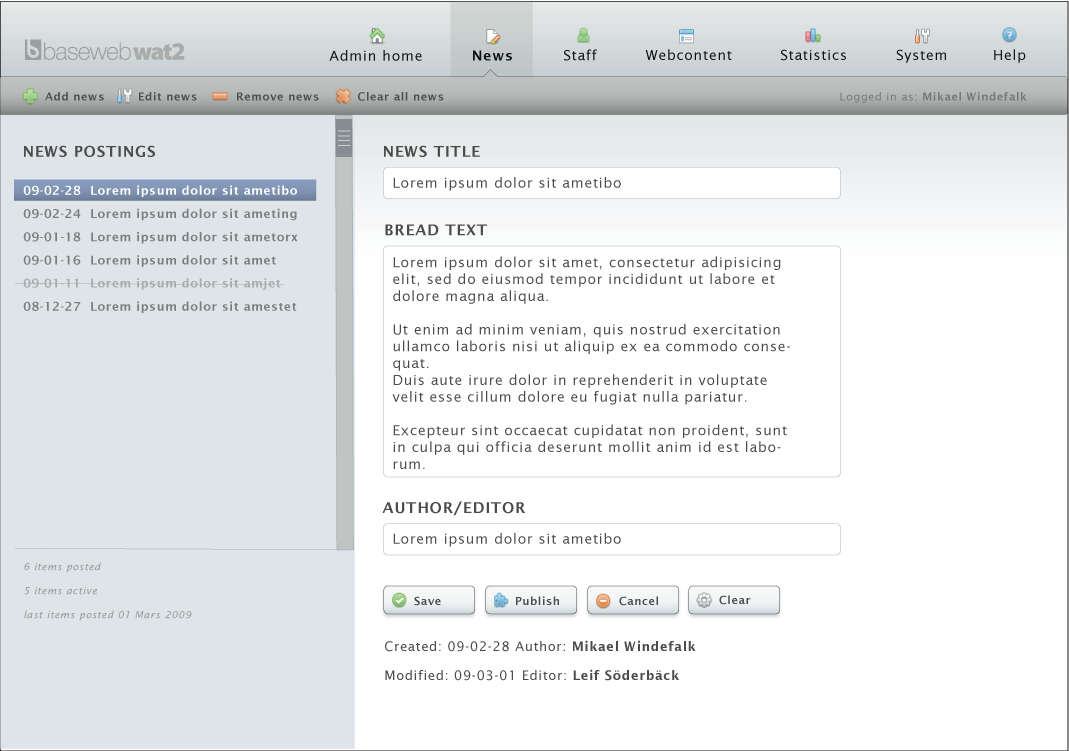 basewebwat2
Admin home
News
Staff
Webcontent
Statistics
System
Help
Add news
Edit news
Remove news
Clear all news
Logged in as: Mikael Windefalk
NEWS POSTINGS
09-02-28 Lorem ipsum dolor sit ametibo
09-02-24 Lorem ipsum dolor sit ameting
09-01-18 Lorem ipsum dolor sit ametorx
09-01-16 Lorem ipsum dolor sit amet
09-01-11 Lorem ipsum dolor sit amjet
08-12-27 Lorem ipsum dolor sit amestet
6 items posted
5 items active
last items posted 01 Mars 2009
NEWS TITLE
Lorem ipsum dolor sit ametibo
BREAD TEXT
Lorem ipsum dolor sit amet, consectetur adipisicing
elit, sed do eiusmod tempor incididunt ut labore et
dolore magna aliqua.
Ut enim ad minim veniam, quis nostrud exercitation
ullamco laboris nisi ut aliquip ex ea commodo conse-
quat.
Duis aute irure dolor in reprehenderit in voluptate
velit esse cillum dolore eu fugiat nulla pariatur.
Excepteur sint occaecat cupidatat non proident, sunt
in culpa qui officia deserunt mollit anim id est labo-
rum.
AUTHOR/EDITOR
Lorem ipsum dolor sit ametibo
Save
Publish
Cancel
Clear
Created: 09-02-28 Author: Mikael Windefalk
Modified: 09-03-01 Editor: Leif Söderbäck